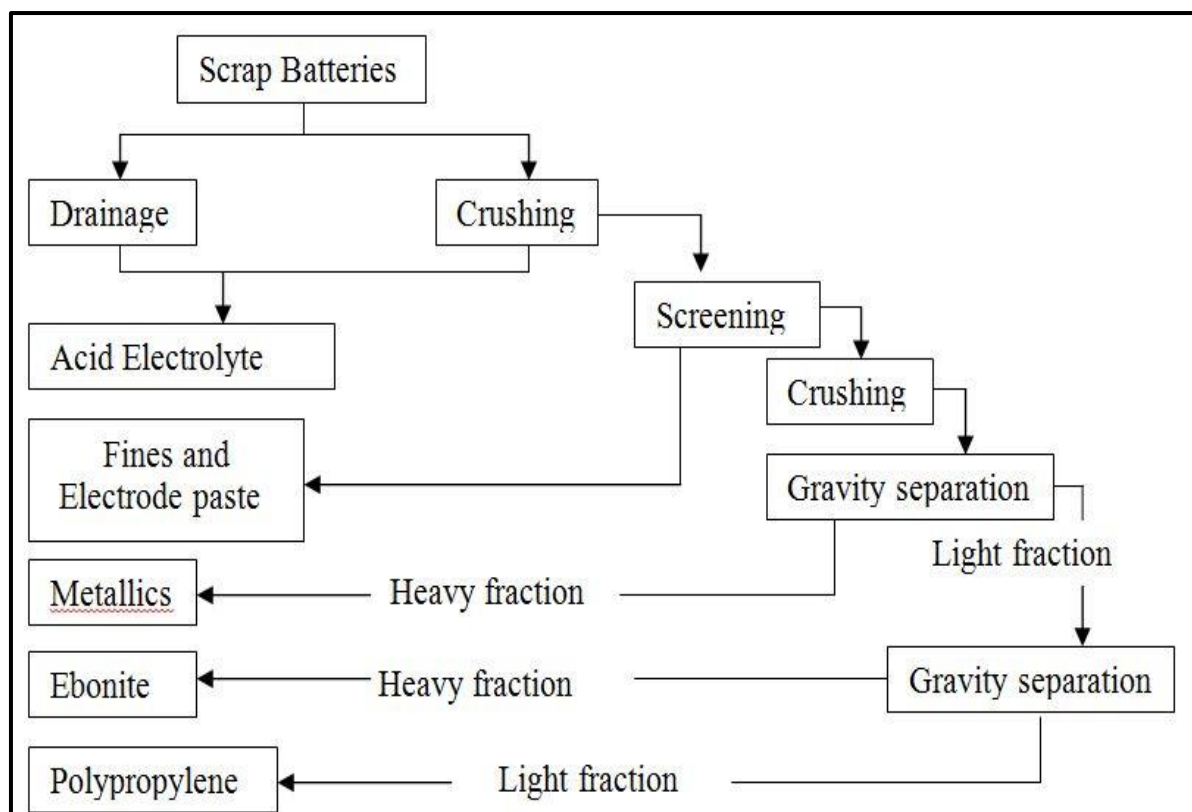 Scrap Batteries
Drainage
Crushing
Screening
Acid Electrolyte
Crushing
Fines and
Electrode paste
Gravity separation
Light fraction
Metallics
Heavy fraction
Ebonite
Heavy fraction
Gravity separation
Polypropylene
Light fraction